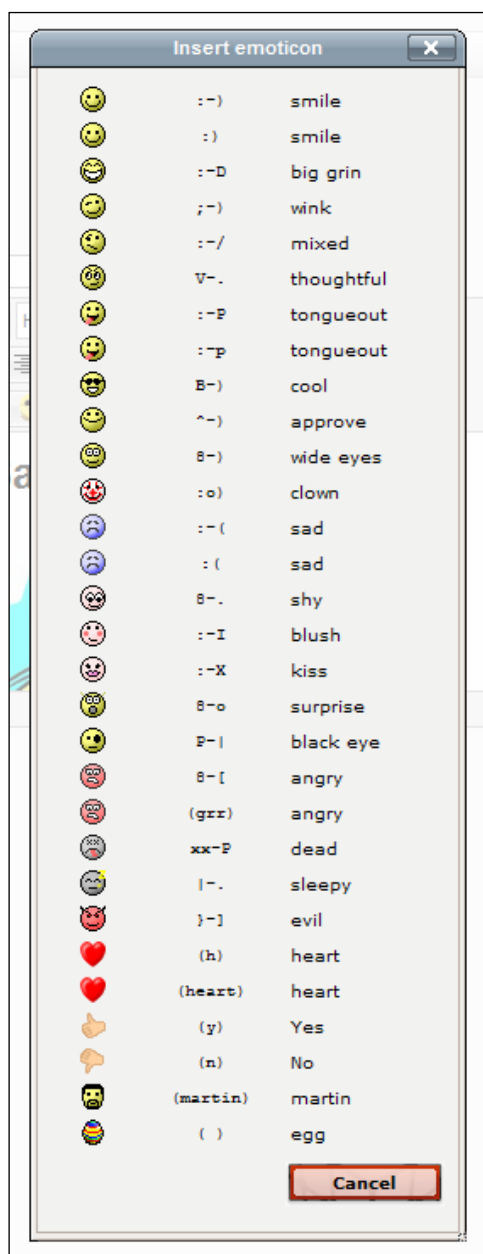 Insert emoticon
:-) smile
:) smile
:-D big grin
;-) wink
:-/ mixed
V-. thoughtful
:-P tongueout
:-p tongueout
B-) cool
^-) approve
8-) wide eyes
:o) clown
:-( sad
:( sad
8-. shy
:-I blush
:-X kiss
8-o surprise
P-| black eye
8-[ angry
(grr) angry
xx-P dead
|-. sleepy
}-] evil
(h) heart
(heart) heart
(y) Yes
(n) No
(martin) martin
( ) egg
Cancel